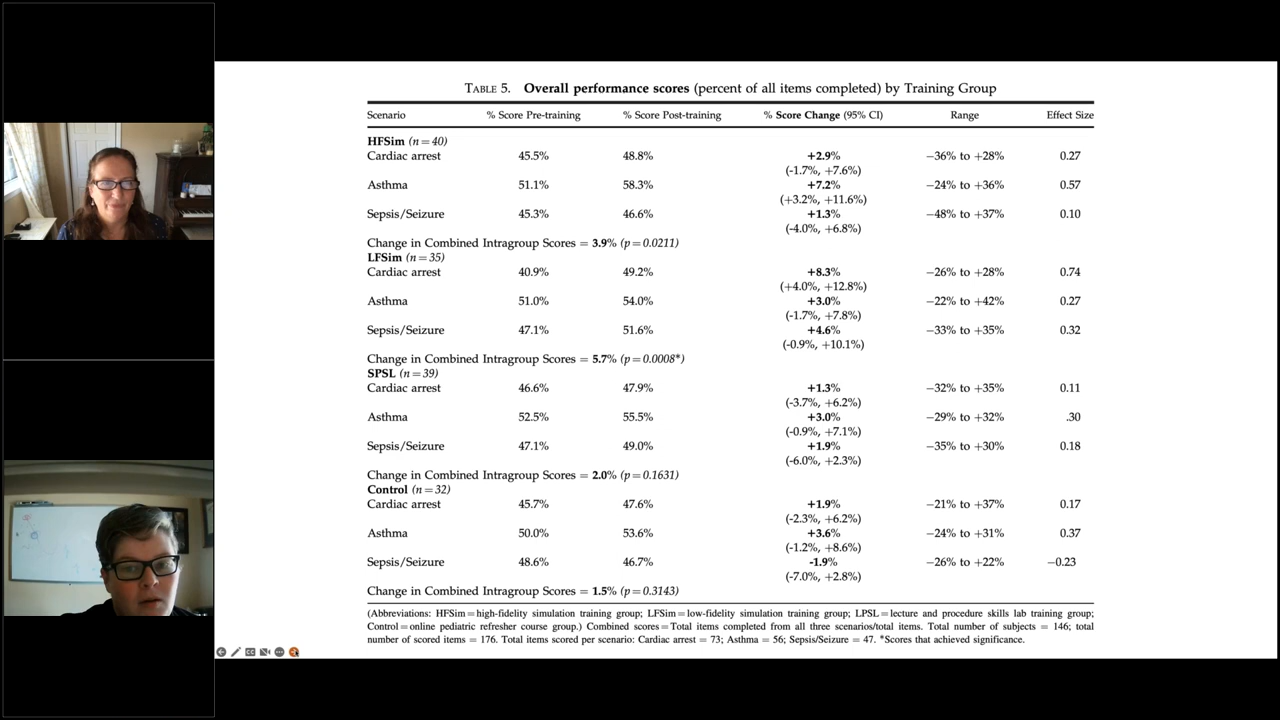 TABLE 5. Overall performance scores (percent of all items completed) by Training Group
Scenario % Score Pre-training % Score Post-training % Score Change (95% CI) Range Effect Size
HFSim (n=40)
Cardiac arrest 45.5% 48.8% +2.9% −36% to +28% 0.27
(-1.7%, +7.6%)
Asthma 51.1% 58.3% +7.2% −24% to +36% 0.57
(+3.2%, +11.6%)
Sepsis/Seizure 45.3% 46.6% +1.3% −48% to +37% 0.10
(-4.0%, +6.8%)
Change in Combined Intragroup Scores = 3.9% (p=0.0211)
LFSim (n=35)
Cardiac arrest 40.9% 49.2% +8.3% −26% to +28% 0.74
(+4.0%, +12.8%)
Asthma 51.0% 54.0% +3.0% −22% to +42% 0.27
(-1.7%, +7.8%)
Sepsis/Seizure 47.1% 51.6% +4.6% −33% to +35% 0.32
(-0.9%, +10.1%)
Change in Combined Intragroup Scores = 5.7% (p=0.0008*)
SPSL (n=39)
Cardiac arrest 46.6% 47.9% +1.3% −32% to +35% 0.11
(-3.7%, +6.2%)
Asthma 52.5% 55.5% +3.0% −29% to +32% .30
(-0.9%, +7.1%)
Sepsis/Seizure 47.1% 49.0% +1.9% −35% to +30% 0.18
(-6.0%, +2.3%)
Change in Combined Intragroup Scores = 2.0% (p=0.1631)
Control (n=32)
Cardiac arrest 45.7% 47.6% +1.9% −21% to +37% 0.17
(-2.3%, +6.2%)
Asthma 50.0% 53.6% +3.6% −24% to +31% 0.37
(-1.2%, +8.6%)
Sepsis/Seizure 48.6% 46.7% -1.9% −26% to +22% −0.23
(-7.0%, +2.8%)
Change in Combined Intragroup Scores = 1.5% (p=0.3143)
(Abbreviations: HFSim=high-fidelity simulation training group; LFSim=low-fidelity simulation training group; LPSL=lecture and procedure skills lab training group;
Control=online pediatric refresher course group.) Combined scores=Total items completed from all three scenarios/total items. Total number of subjects = 146; total
number of scored items = 176. Total items scored per scenario: Cardiac arrest = 73; Asthma = 56; Sepsis/Seizure = 47. *Scores that achieved significance.